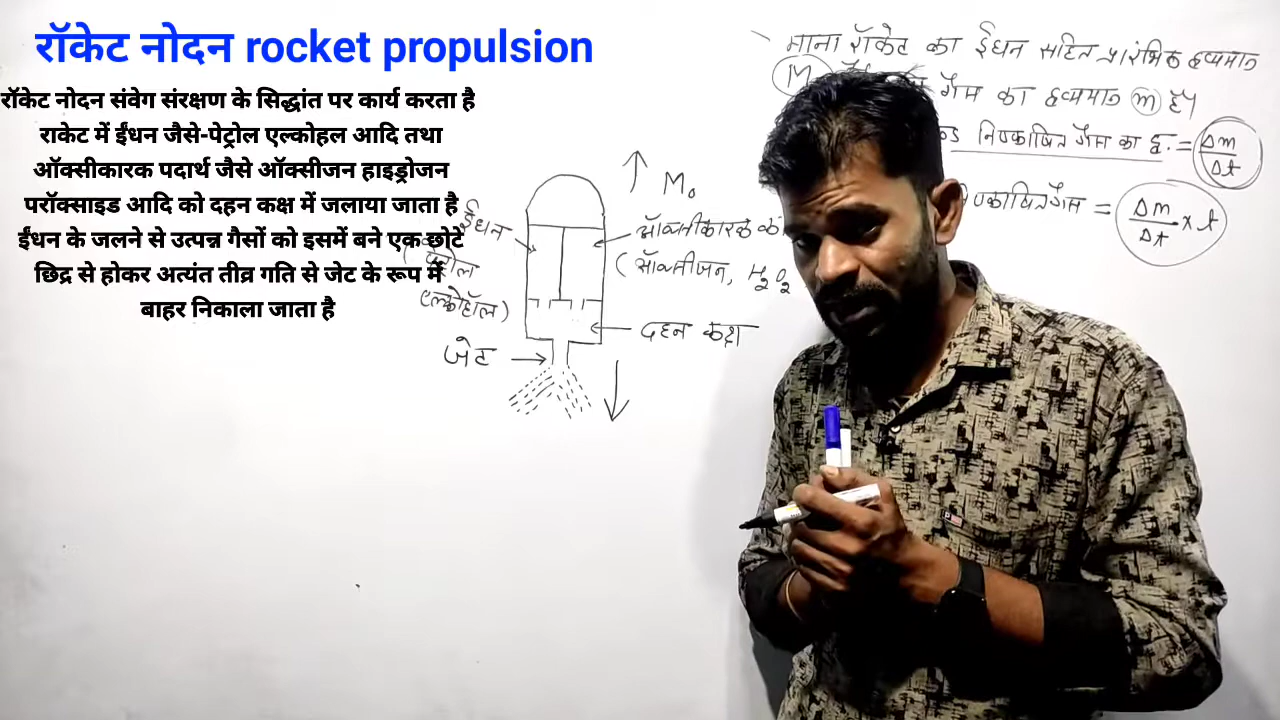 रॉकेट नोदन rocket propulsion
रॉकेट नोदन संवेग संरक्षण के सिद्धांत पर कार्य करता है
राकेट में ईंधन जैसे-पेट्रोल एल्कोहल आदि तथा
ऑक्सीकारक पदार्थ जैसे ऑक्सीजन हाइड्रोजन
परॉक्साइड आदि को दहन कक्ष में जलाया जाता है
ईंधन के जलने से उत्पन्न गैसों को इसमें बने एक छोटे
छिद्र से होकर अत्यंत तीव्र गति से जेट के रूप में
बाहर निकाला जाता है
माना रॉकेट का ईंधन सहित प्रारंभिक द्रव्यमान
M गैस का द्रव्यमान m है।
निष्काषित गैस का द्र. = Δm/Δt
गैस = Δm/Δt × t
M₀
ईंधन
(पेट्रोल
एल्कोहॉल)
ऑक्सीकारक
(ऑक्सीजन, H₂O₂
दहन कक्ष
जेट